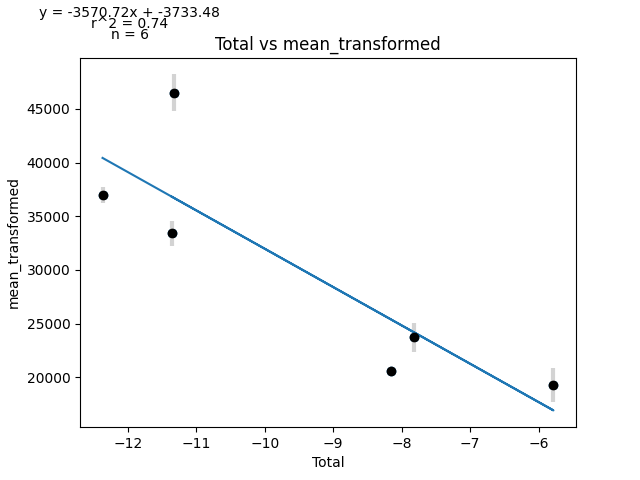 y = -3570.72x + -3733.48
r^2 = 0.74
n = 6
Total vs mean_transformed
mean_transformed
45000
40000
35000
30000
25000
20000
−12
−11
−10
−9
−8
−7
−6
Total